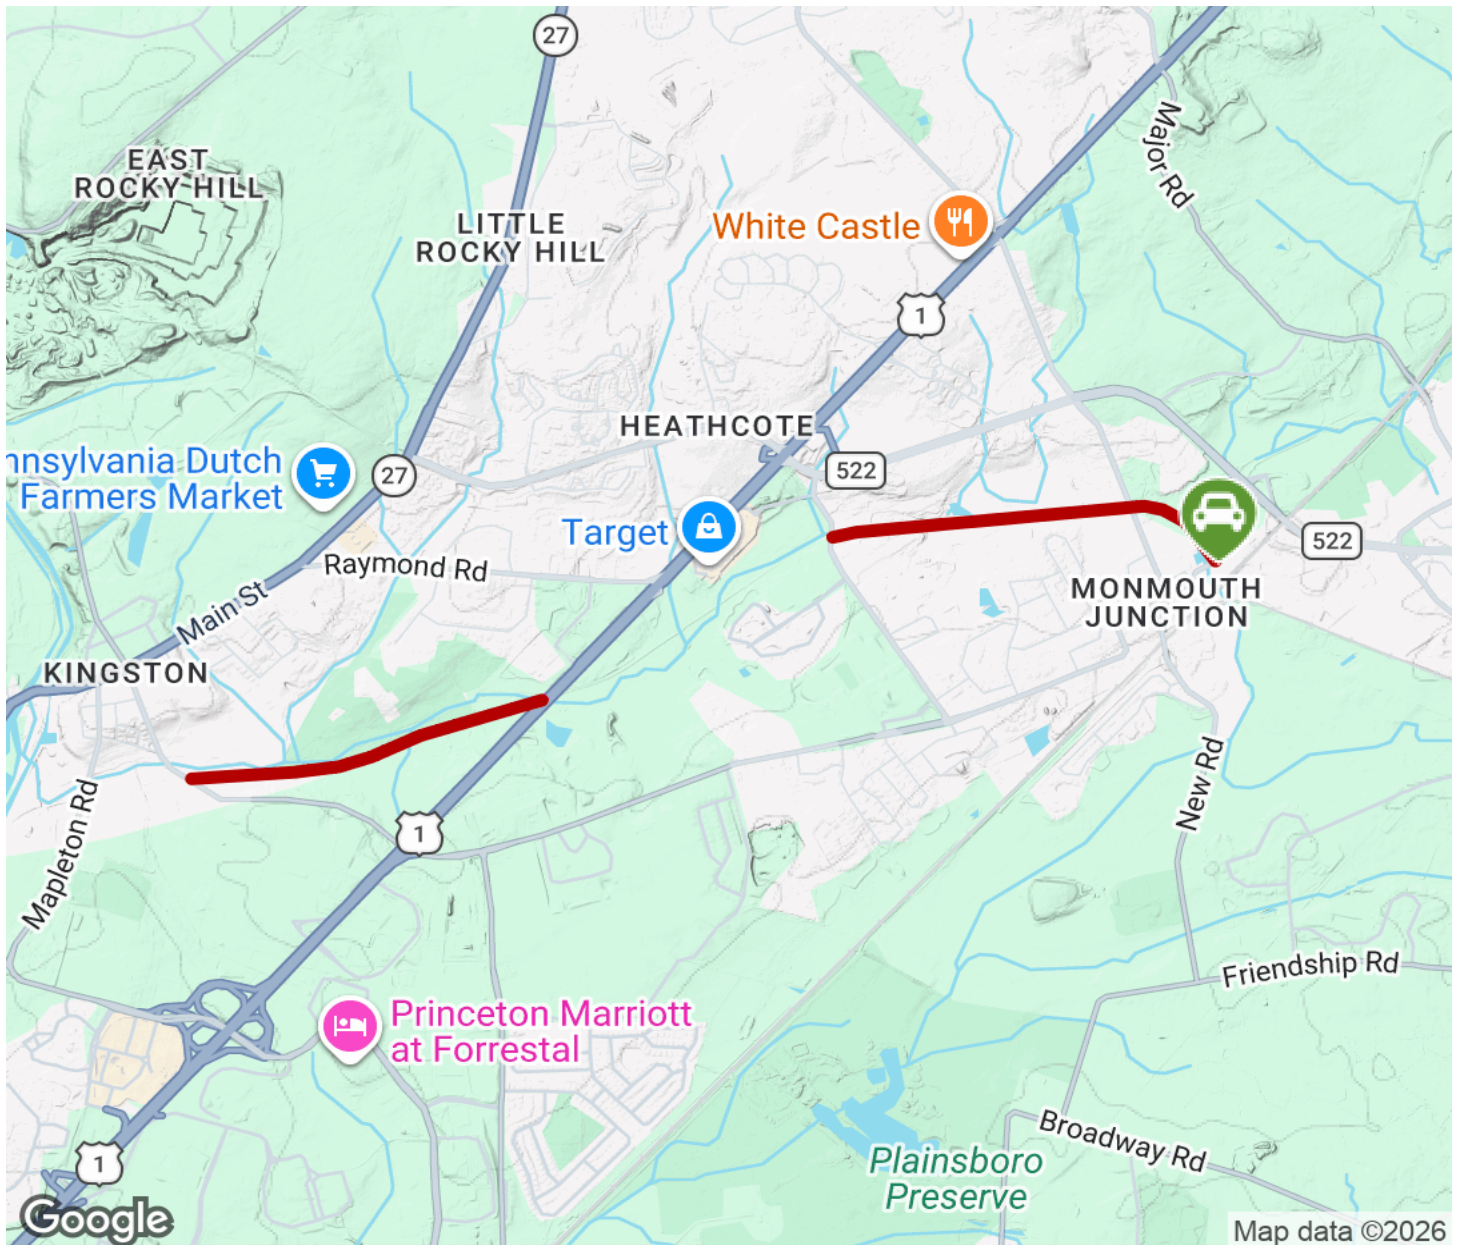 27
EAST
ROCKY HILL
Major Rd
LITTLE
ROCKY HILL
White Castle
1
HEATHCOTE
nnsylvania Dutch
Farmers Market
27
522
Target
522
Raymond Rd
MONMOUTH
JUNCTION
Main St
KINGSTON
New Rd
Mapleton Rd
1
Friendship Rd
Princeton Marriott
at Forrestal
Broadway Rd
1
Plainsboro
Preserve
Google
Map data ©2026